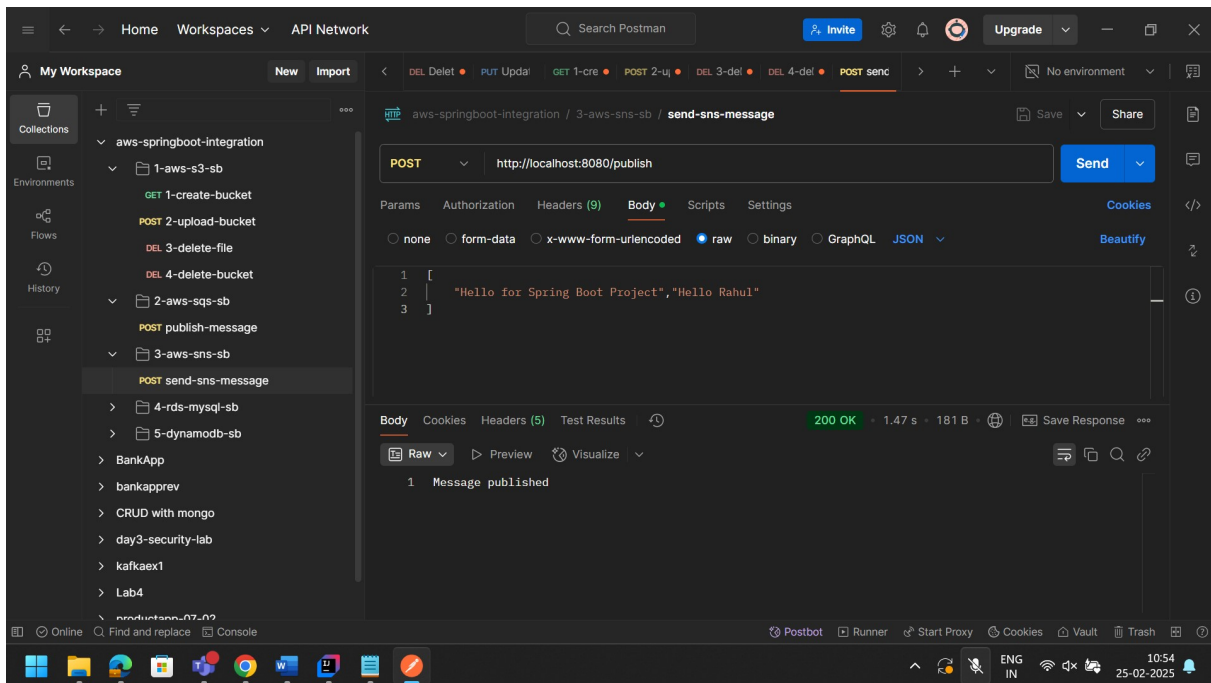 Home Workspaces API Network Search Postman Invite Upgrade
My Workspace New Import DEL Delet PUT Updat GET 1-cre POST 2-u DEL 3-del DEL 4-del POST send No environment
Collections
Environments
Flows
History
aws-springboot-integration
1-aws-s3-sb
GET 1-create-bucket
POST 2-upload-bucket
DEL 3-delete-file
DEL 4-delete-bucket
2-aws-sqs-sb
POST publish-message
3-aws-sns-sb
POST send-sns-message
4-rds-mysql-sb
5-dynamodb-sb
BankApp
bankapprev
CRUD with mongo
day3-security-lab
kafkaex1
Lab4
productapp-07-02
HTTP aws-springboot-integration / 3-aws-sns-sb / send-sns-message Save Share
POST http://localhost:8080/publish Send
Params Authorization Headers (9) Body Scripts Settings Cookies
none form-data x-www-form-urlencoded raw binary GraphQL JSON Beautify
1 [
2 "Hello for Spring Boot Project","Hello Rahul"
3 ]
Body Cookies Headers (5) Test Results 200 OK 1.47 s 181 B e.g. Save Response
Raw Preview Visualize
1 Message published
Online Find and replace Console Postbot Runner Start Proxy Cookies Vault Trash
ENG 10:54
IN 25-02-2025